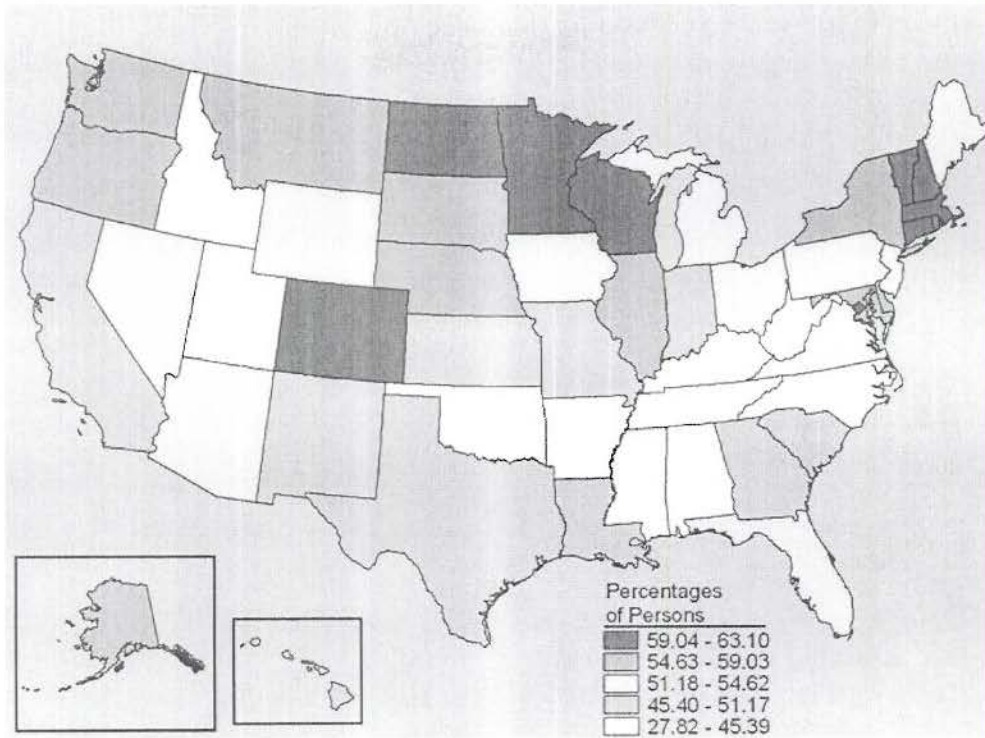 Percentages
of Persons
59.04 - 63.10
54.63 - 59.03
51.18 - 54.62
45.40 - 51.17
27.82 - 45.39